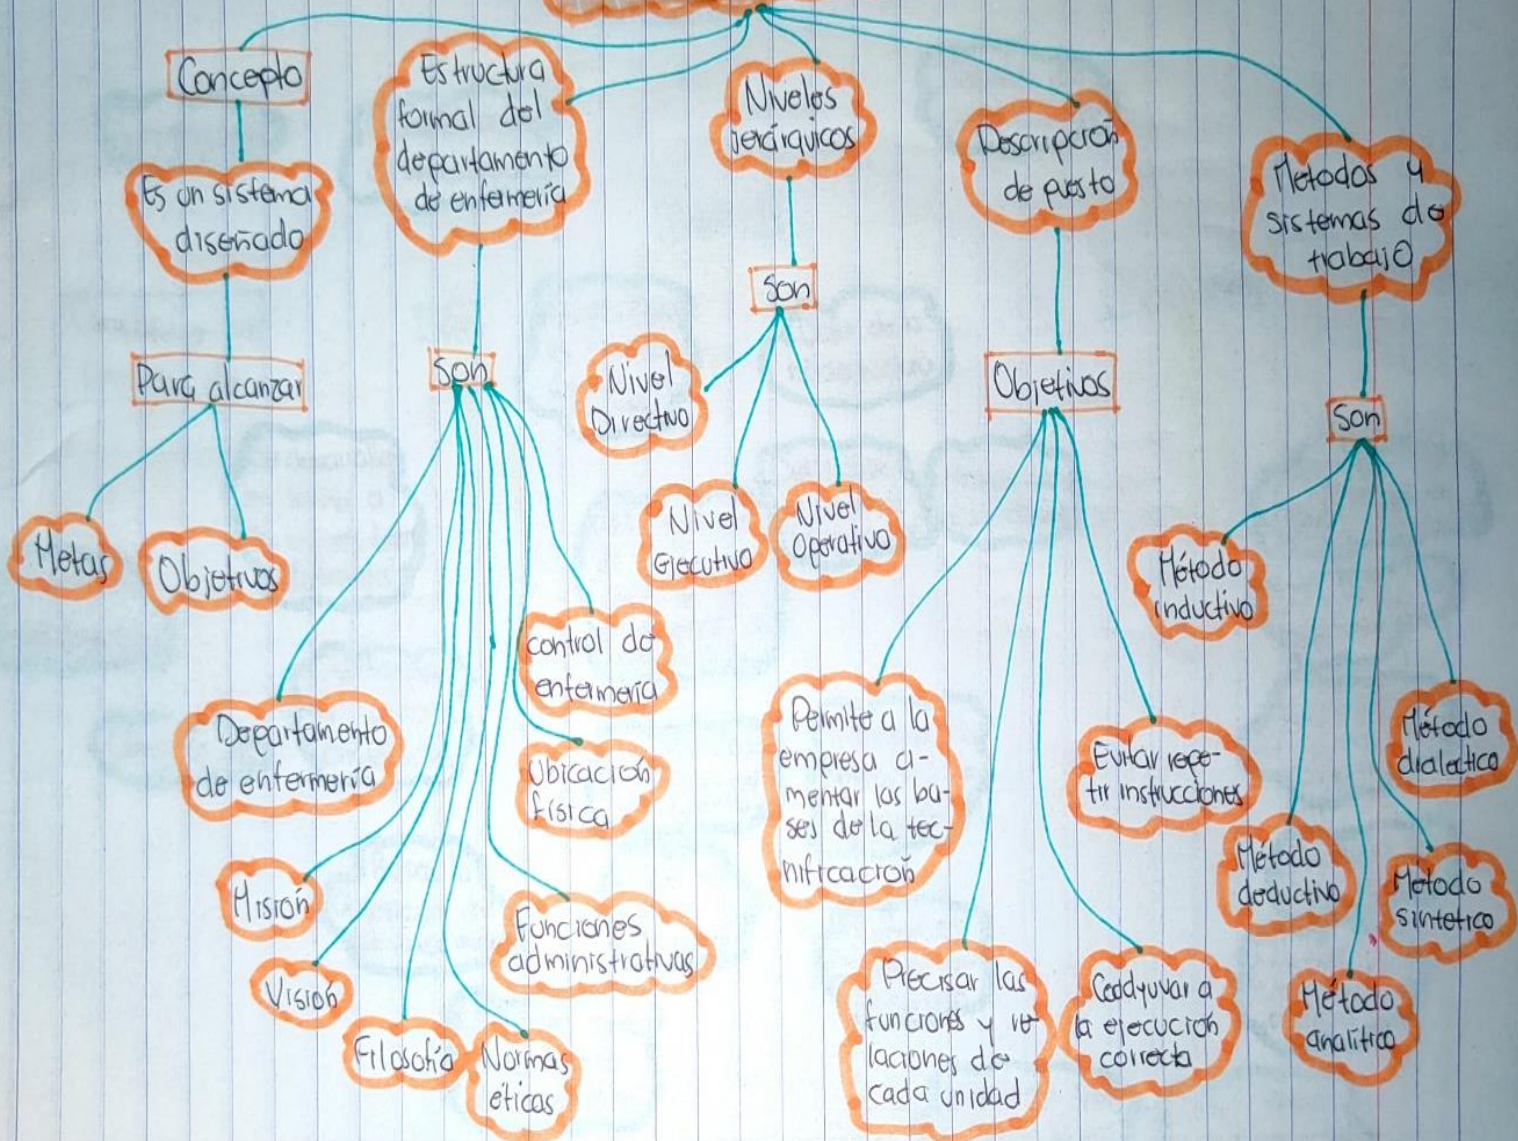 Concepto
Es un sistema
diseñado
Para alcanzar
Metas
Objetivos
Estructura
formal del
departamento
de enfermería
Son
Departamento
de enfermería
Misión
Visión
Filosofía
Normas
éticas
Funciones
administrativas
Ubicación
física
control de
enfermería
Niveles
jerárquicos
Son
Nivel
Directivo
Nivel
Ejecutivo
Nivel
Operativo
Descripción
de puesto
Objetivos
Permite a la
empresa ci-
mentar las ba-
ses de la tec-
nificación
Precisar las
funciones y re-
laciones de
cada unidad
Coadyuvar a
la ejecución
correcta
Evitar repe-
tir instrucciones
Metodos y
sistemas de
trabajo
Son
Método
inductivo
Método
deductivo
Método
analítico
Método
sintetico
Método
dialectico